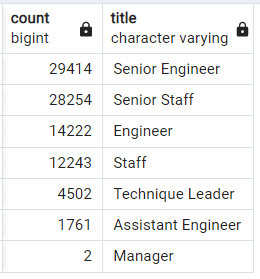 count title
bigint character varying
29414 Senior Engineer
28254 Senior Staff
14222 Engineer
12243 Staff
4502 Technique Leader
1761 Assistant Engineer
2 Manager